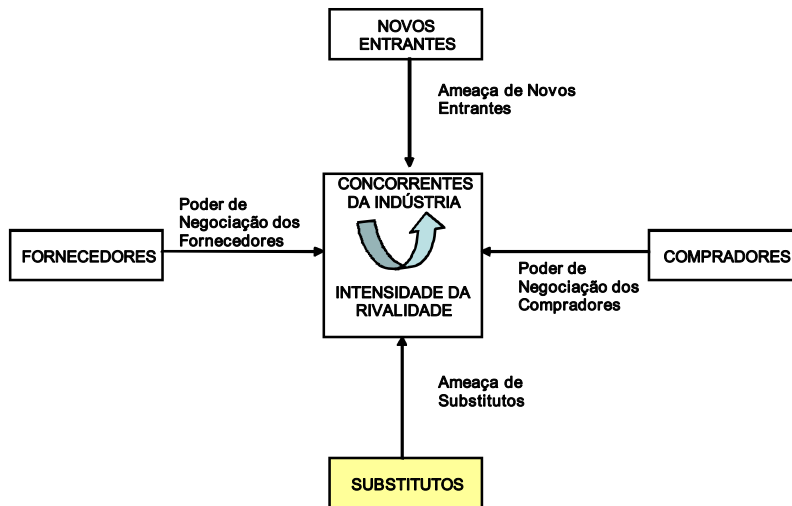 NOVOS
ENTRANTES
Ameaça de Novos
Entrantes
CONCORRENTES
DA INDÚSTRIA
Poder de
Negociação dos
Fornecedores
FORNECEDORES
COMPRADORES
Poder de
Negociação dos
Compradores
INTENSIDADE DA
RIVALIDADE
Ameaça de
Substitutos
SUBSTITUTOS